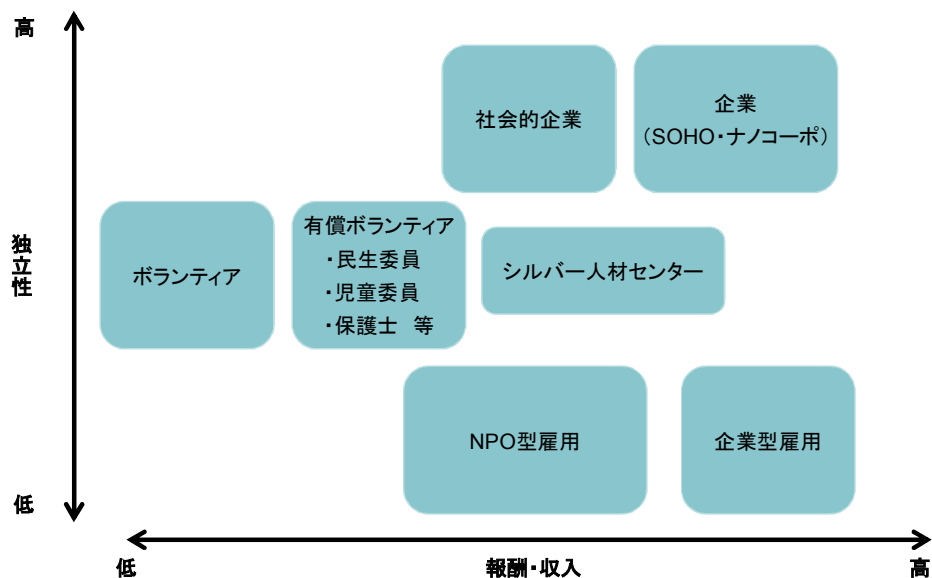 高
社会的企業
企業
（SOHO・ナノコーポ）
独立性
ボランティア
有償ボランティア
・民生委員
・児童委員
・保護士　等
シルバー人材センター
NPO型雇用
企業型雇用
低
低
報酬・収入
高